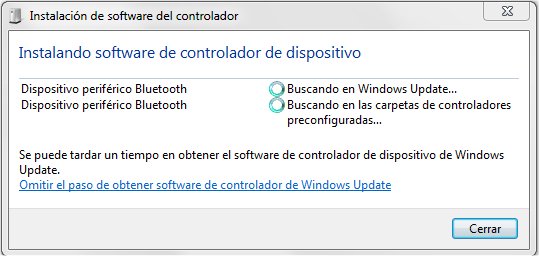 Instalación de software del controlador
Instalando software de controlador de dispositivo
Dispositivo periférico Bluetooth Buscando en Windows Update...
Dispositivo periférico Bluetooth Buscando en las carpetas de controladores
preconfiguradas...
Se puede tardar un tiempo en obtener el software de controlador de dispositivo de Windows
Update.
Omitir el paso de obtener software de controlador de Windows Update
Cerrar